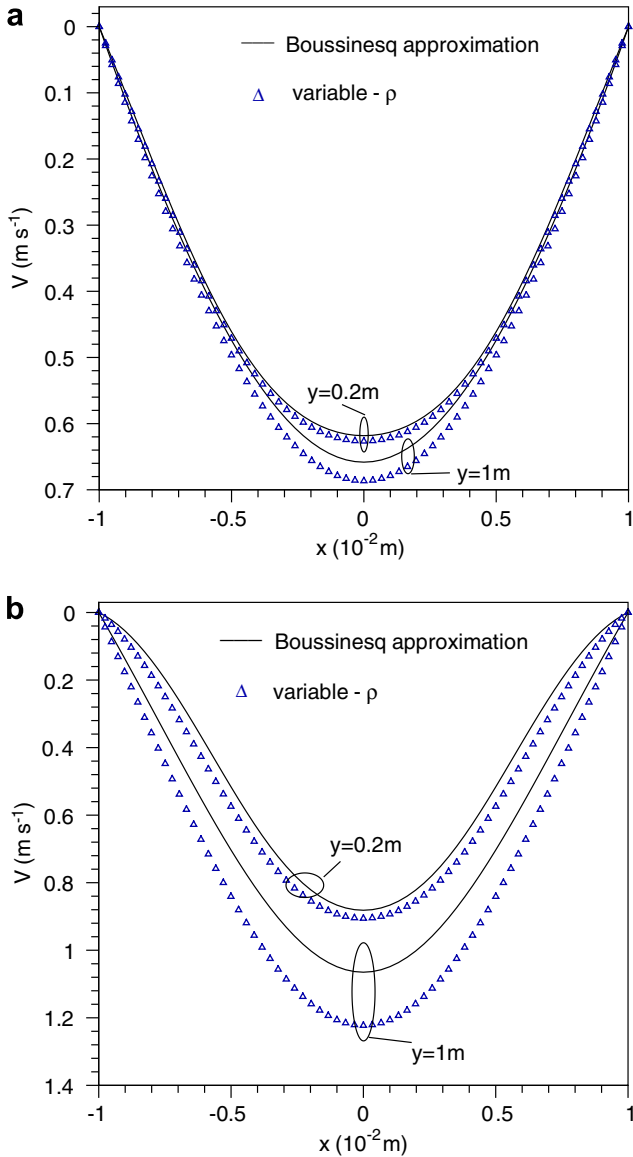 a
0
0.1
0.2
0.3
0.4
0.5
0.6
0.7
V (m s-1)
Boussinesq approximation
Δ variable - ρ
y=0.2m
y=1m
-1 -0.5 0 0.5 1
x (10-2 m)
b
0
0.2
0.4
0.6
0.8
1
1.2
1.4
V (m s-1)
Boussinesq approximation
Δ variable - ρ
y=0.2m
y=1m
-1 -0.5 0 0.5 1
x (10-2 m)